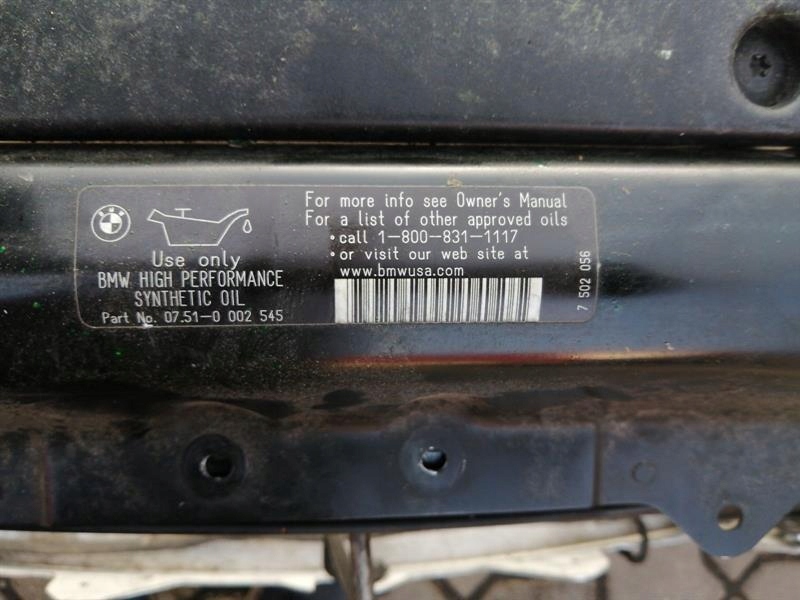 BMW
Use only
BMW HIGH PERFORMANCE
SYNTHETIC OIL
Part No. 07.51-0 002 545
For more info see Owner's Manual
For a list of other approved oils
•call 1-800-831-1117
•or visit our web site at
www.bmwusa.com
7 502 056